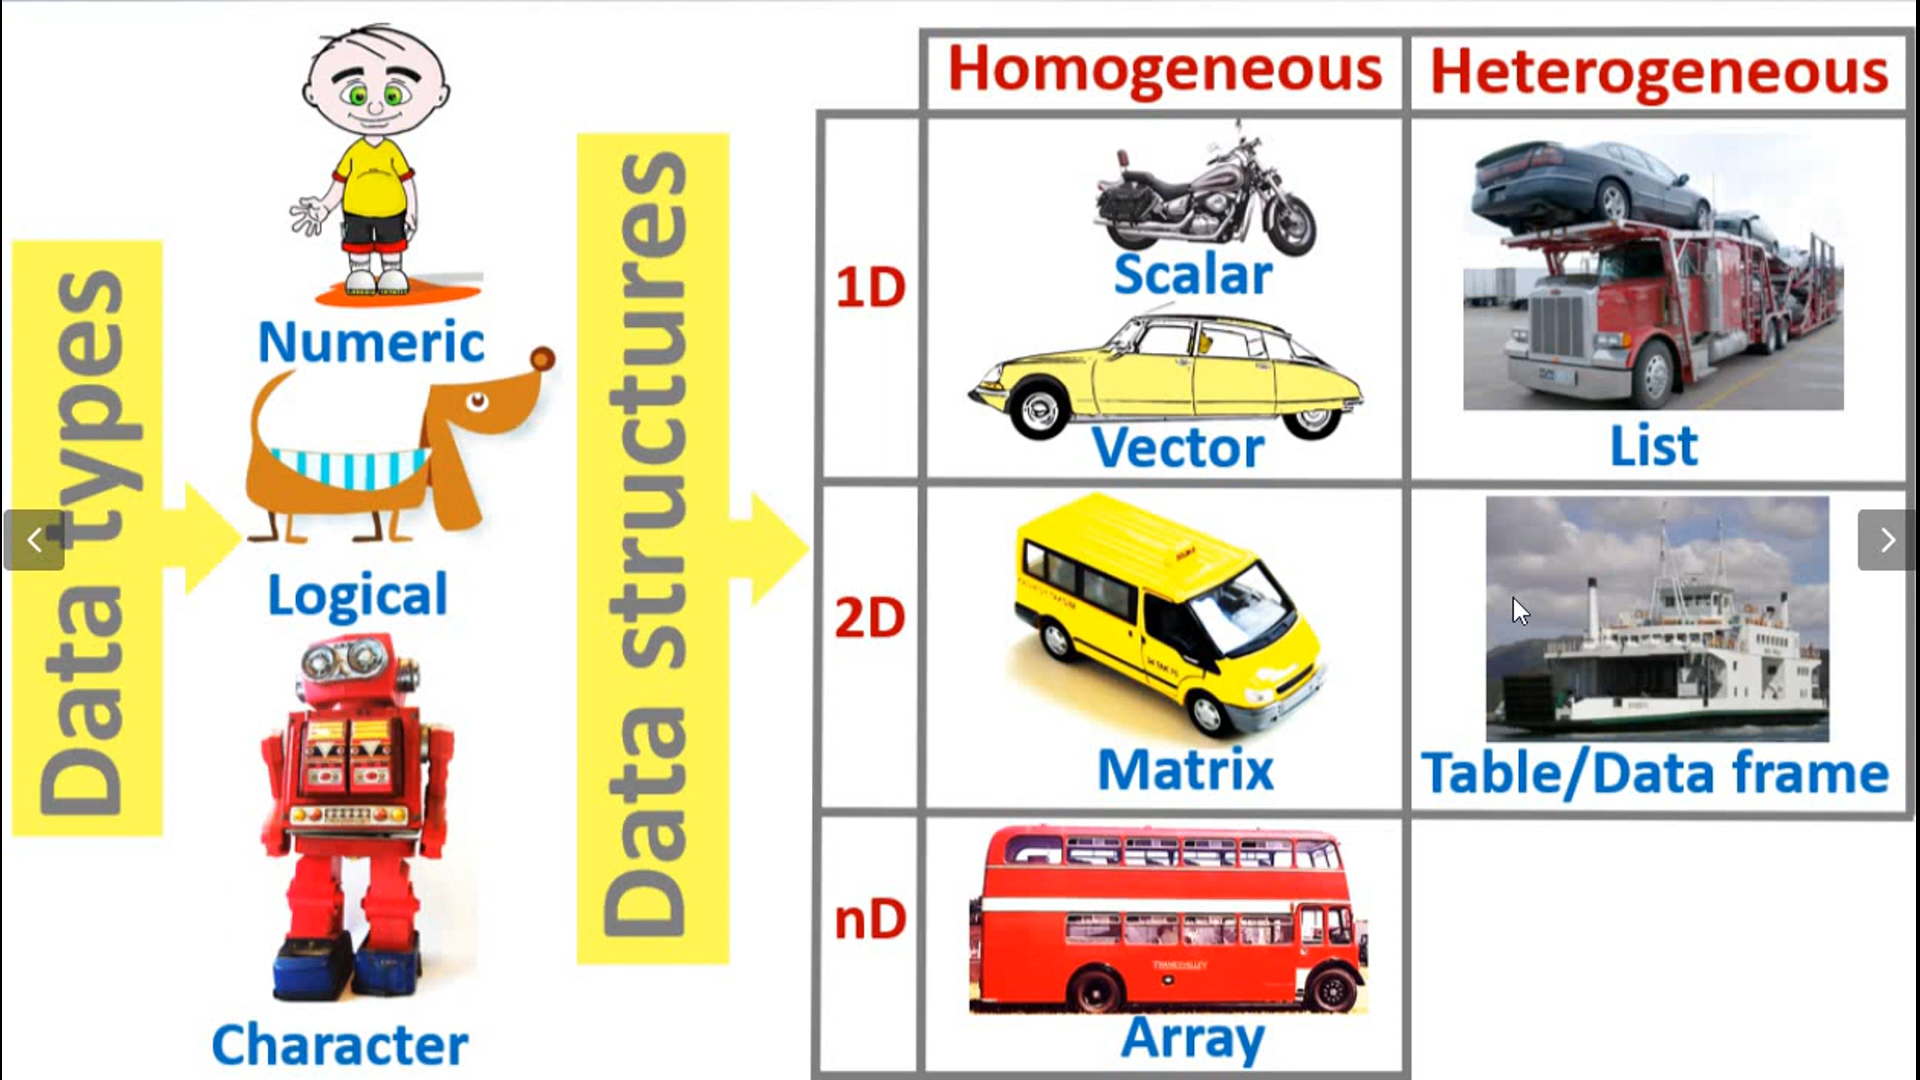 Data types
Numeric
Logical
Character
Data structures
Homogeneous
Heterogeneous
1D
Scalar
Vector
List
2D
Matrix
Table/Data frame
nD
Array